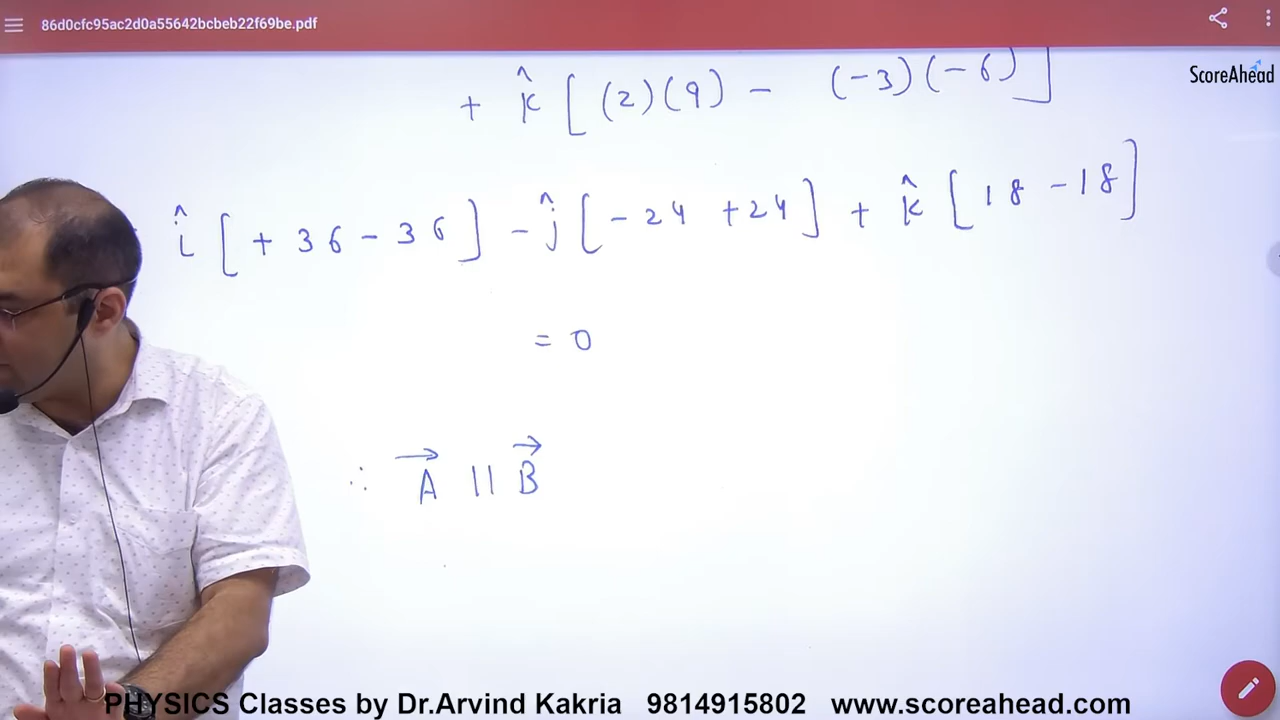 86d0cfc95ac2d0a55642bcbeb22f69be.pdf
ScoreAhead
+ k̂ [ (2)(9) - (-3)(-6) ]
î [ + 36 - 36 ] - ĵ [ - 24 + 24 ] + k̂ [ 18 - 18 ]
= 0
∴ A⃗ || B⃗
PHYSICS Classes by Dr.Arvind Kakria 9814915802 www.scoreahead.com